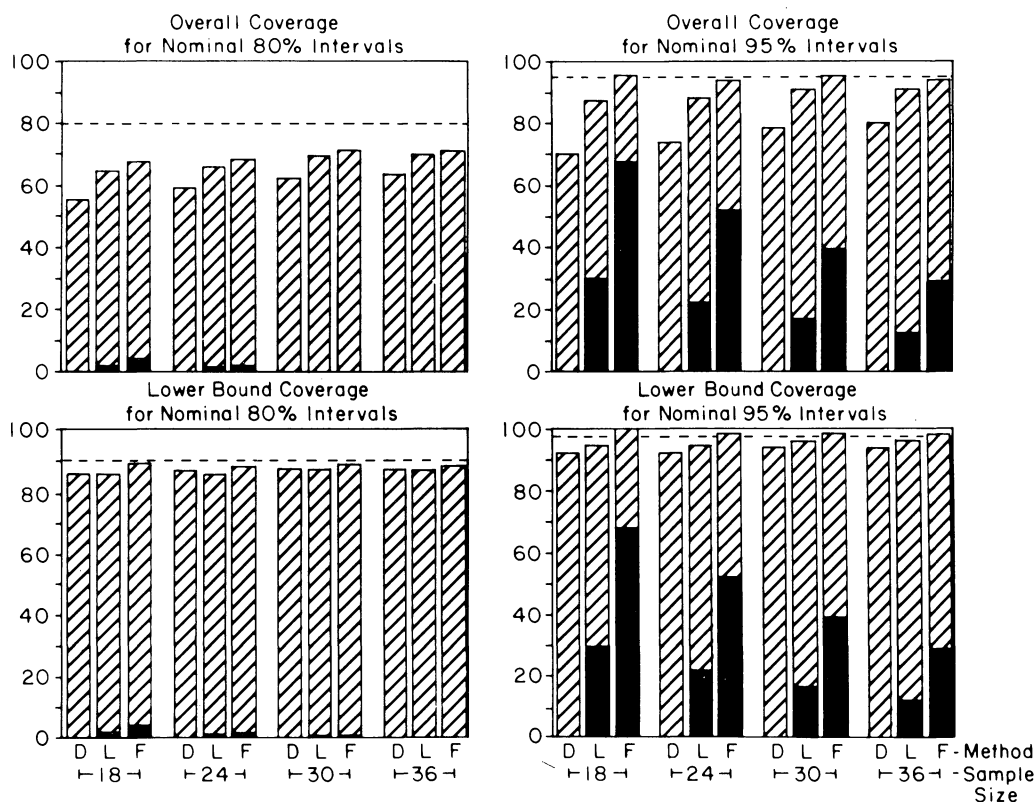 Overall Coverage
for Nominal 80% Intervals
100
80
60
40
20
0
Overall Coverage
for Nominal 95% Intervals
100
80
60
40
20
0
Lower Bound Coverage
for Nominal 80% Intervals
100
80
60
40
20
0
D L F D L F D L F D L F
18 24 30 36
Lower Bound Coverage
for Nominal 95% Intervals
100
80
60
40
20
0
D L F D L F D L F D L F - Method
18 24 30 36 - Sample
Size